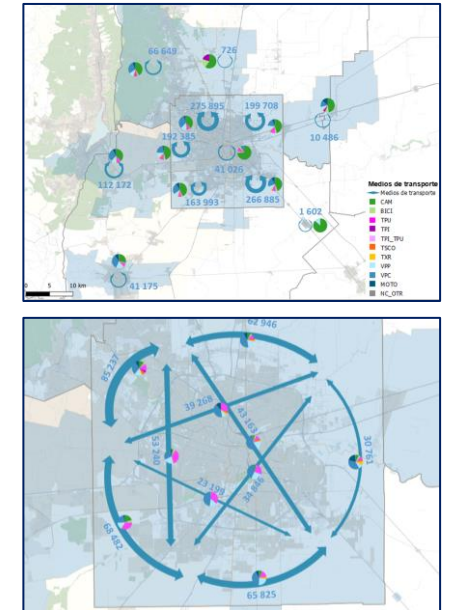 66 648
726
275 895
199 708
192 385
10 486
41 026
112 122
163 993
266 885
1 602
41 175
Medios de transporte
Medios de transporte
CAM
BICI
TPU
TPI
TPI_TPU
TSCO
TXR
VPP
VPC
MOTO
NC_OTR
0 5 10 km
62 946
85 237
39 268
43 163
53 240
30 761
23 198
34 846
68 482
65 825